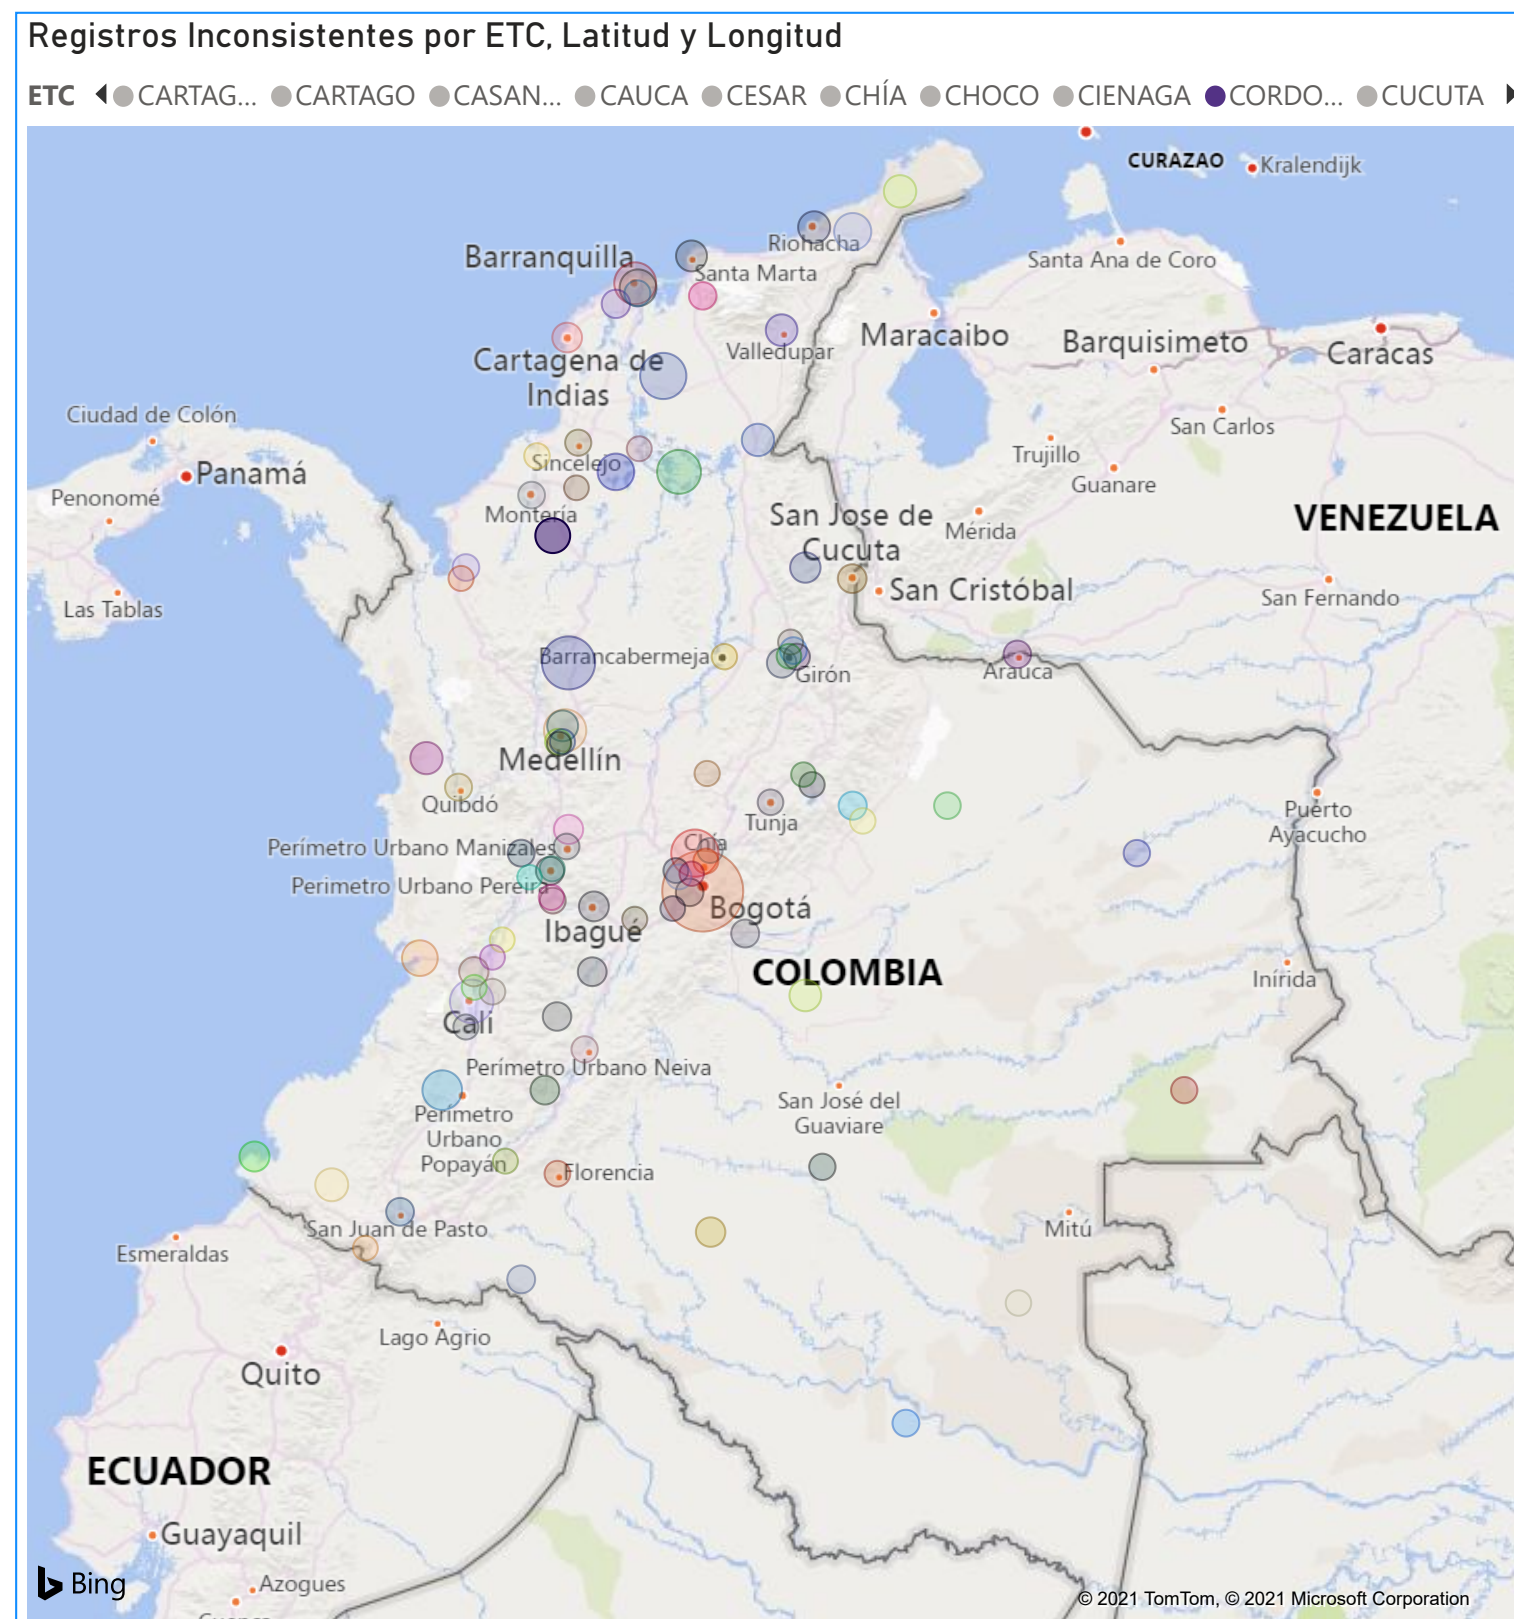 Registros Inconsistentes por ETC, Latitud y Longitud
ETC CARTAG... CARTAGO CASAN... CAUCA CESAR CHÍA CHOCO CIENAGA CORDO... CUCUTA
CURAZAO
Kralendijk
Riohacha
Barranquilla
Santa Marta
Santa Ana de Coro
Maracaibo
Barquisimeto
Caracas
Valledupar
Cartagena de
Indias
Ciudad de Colón
San Carlos
Trujillo
Sincelejo
Panamá
Guanare
Penonomé
Montería
San Jose de
Cucuta
Mérida
VENEZUELA
San Cristóbal
San Fernando
Las Tablas
Barrancabermeja
Girón
Arauca
Medellín
Quibdó
Tunja
Puerto
Ayacucho
Perímetro Urbano Manizales
Chía
Perimetro Urbano Pereira
Bogotá
Ibagué
COLOMBIA
Inírida
Cali
Perímetro Urbano Neiva
San José del
Guaviare
Perímetro
Urbano
Popayán
Florencia
San Juan de Pasto
Mitú
Esmeraldas
Lago Agrio
Quito
ECUADOR
Guayaquil
Azogues
Bing
© 2021 TomTom, © 2021 Microsoft Corporation